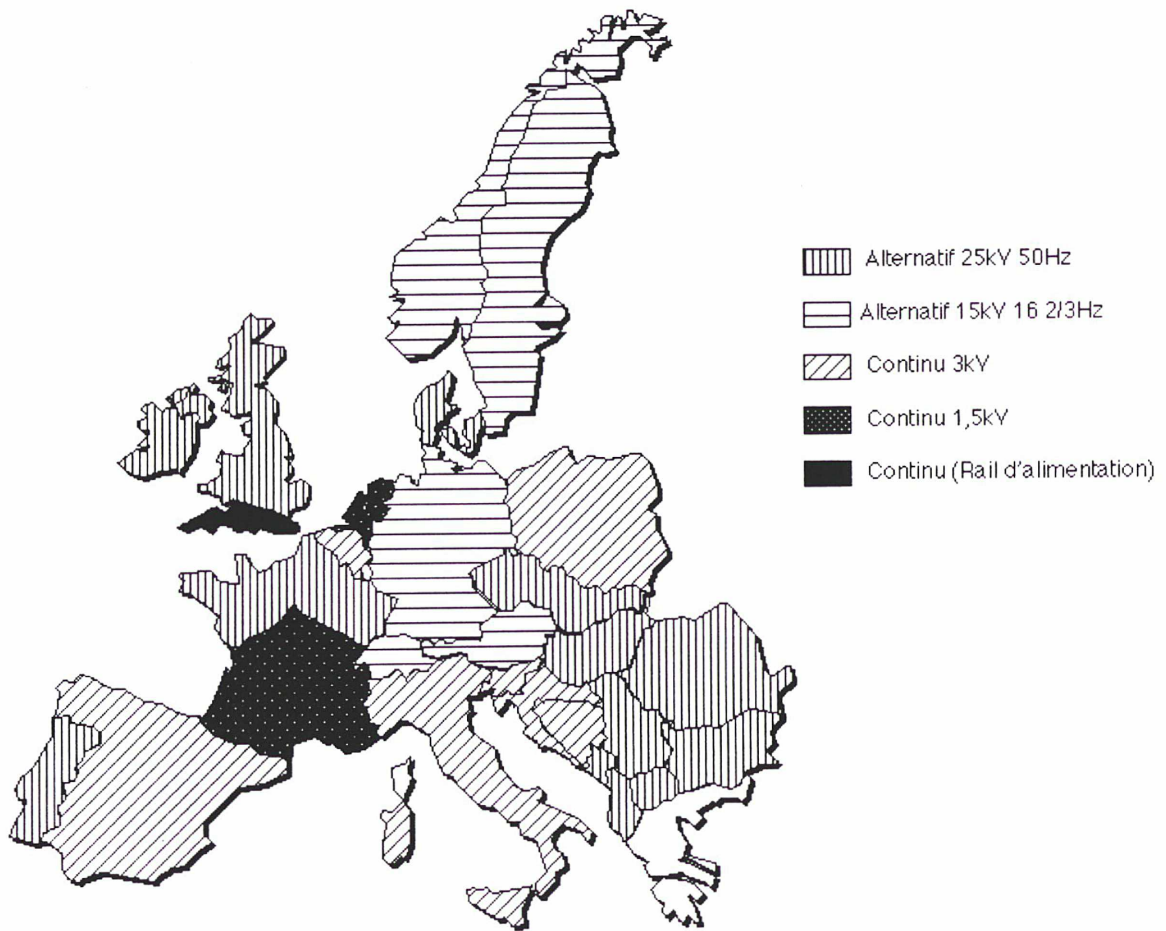 Alternatif 25kV 50Hz
Alternatif 15kV 16 2/3Hz
Continu 3kV
Continu 1,5kV
Continu (Rail d'alimentation)